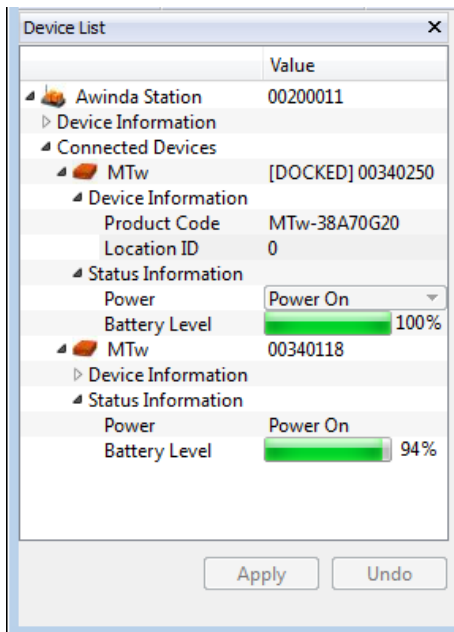 Device List
Value
Awinda Station 00200011
Device Information
Connected Devices
MTw [DOCKED] 00340250
Device Information
Product Code MTw-38A70G20
Location ID 0
Status Information
Power Power On
Battery Level 100%
MTw 00340118
Device Information
Status Information
Power Power On
Battery Level 94%
Apply Undo